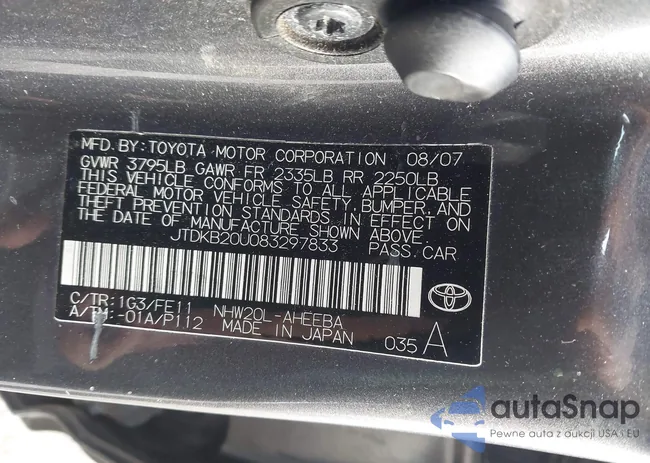 MFD. BY: TOYOTA MOTOR CORPORATION 08/07
GVWR 3795LB GAWR FR 2335LB RR 2250LB
THIS VEHICLE CONFORMS TO ALL APPLICABLE
FEDERAL MOTOR VEHICLE SAFETY, BUMPER, AND
THEFT PREVENTION STANDARDS IN EFFECT ON
THE DATE OF MANUFACTURE SHOWN ABOVE.
JTDKB20U083297833 PASS. CAR
C/TR: 1G3/FE11 NHW20L-AHEEBA
A/TM: -01A/P112 MADE IN JAPAN 035 A
autaSnap
Pewne auta z aukcji USA i EU